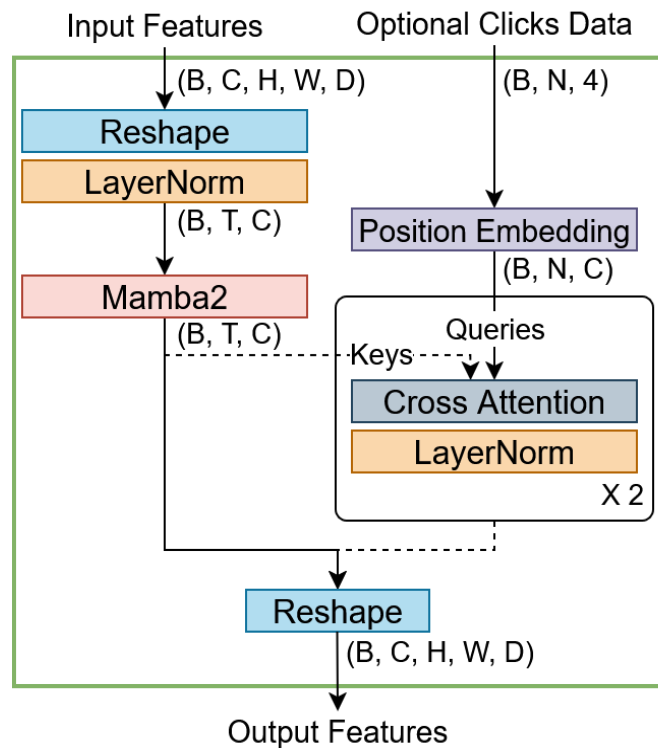 Input Features
Optional Clicks Data
(B, C, H, W, D)
(B, N, 4)
Reshape
LayerNorm
(B, T, C)
Position Embedding
(B, N, C)
Mamba2
(B, T, C)
Queries
Keys
Cross Attention
LayerNorm
X 2
Reshape
(B, C, H, W, D)
Output Features